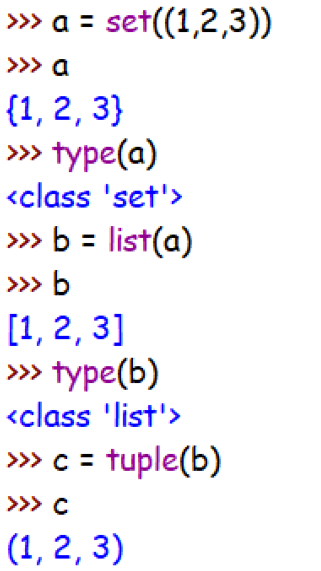 >>> a = set((1,2,3))
>>> a
{1, 2, 3}
>>> type(a)
<class 'set'>
>>> b = list(a)
>>> b
[1, 2, 3]
>>> type(b)
<class 'list'>
>>> c = tuple(b)
>>> c
(1, 2, 3)